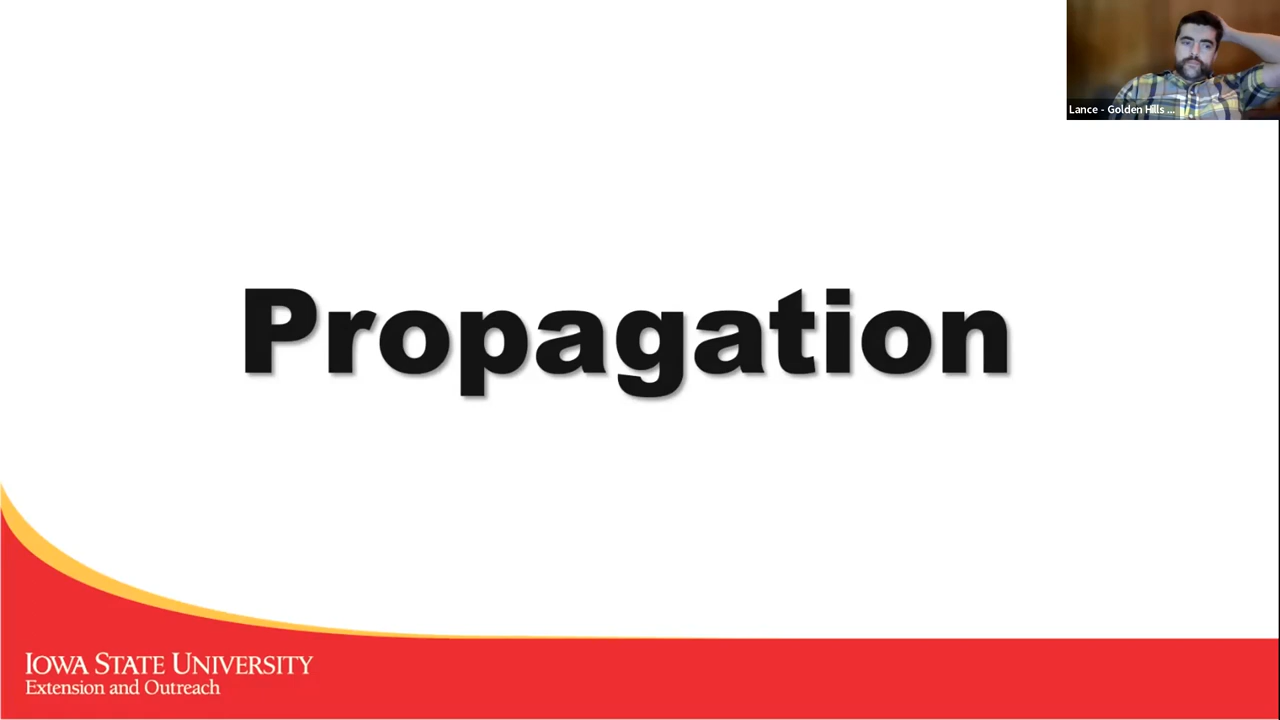 Lance - Golden Hills ...
Propagation
IOWA STATE UNIVERSITY
Extension and Outreach